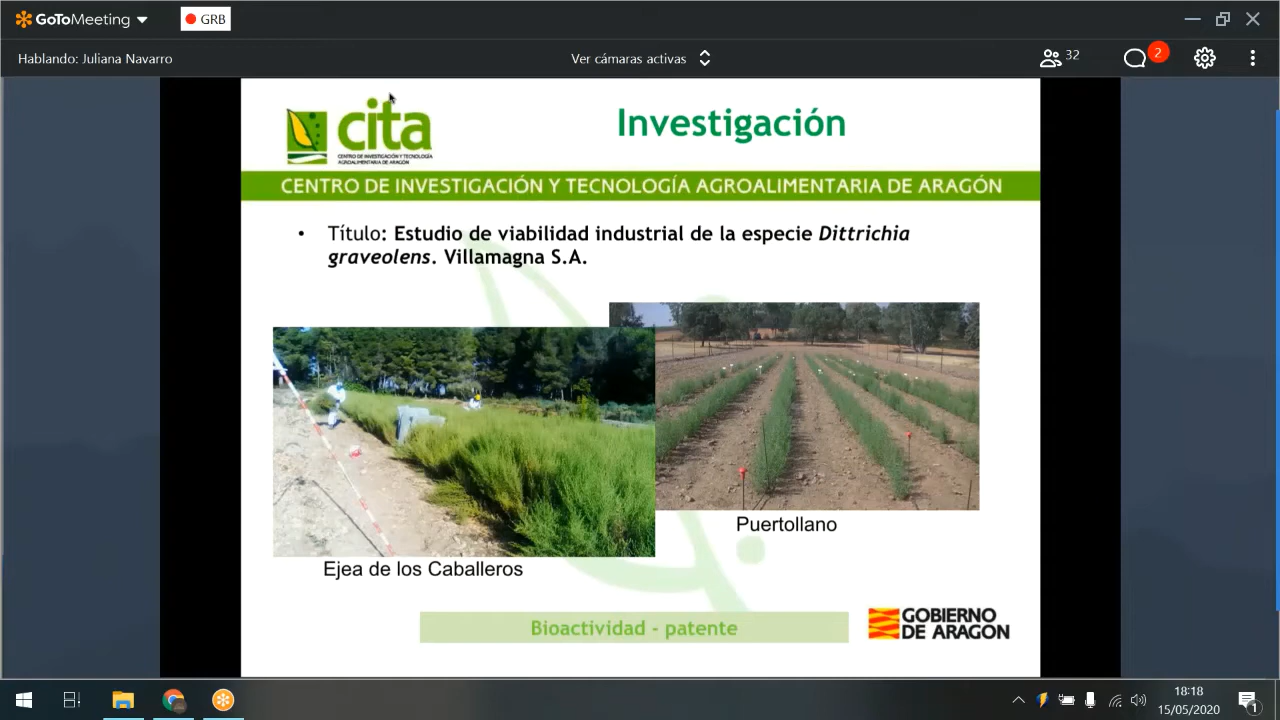 GoToMeeting
GRB
Hablando: Juliana Navarro
Ver cámaras activas
32
2
cita
CENTRO DE INVESTIGACIÓN Y TECNOLOGÍA
AGROALIMENTARIA DE ARAGÓN
Investigación
CENTRO DE INVESTIGACIÓN Y TECNOLOGÍA AGROALIMENTARIA DE ARAGÓN
• Título: Estudio de viabilidad industrial de la especie Dittrichia
graveolens. Villamagna S.A.
Puertollano
Ejea de los Caballeros
Bioactividad - patente
GOBIERNO
DE ARAGON
18:18
15/05/2020
1